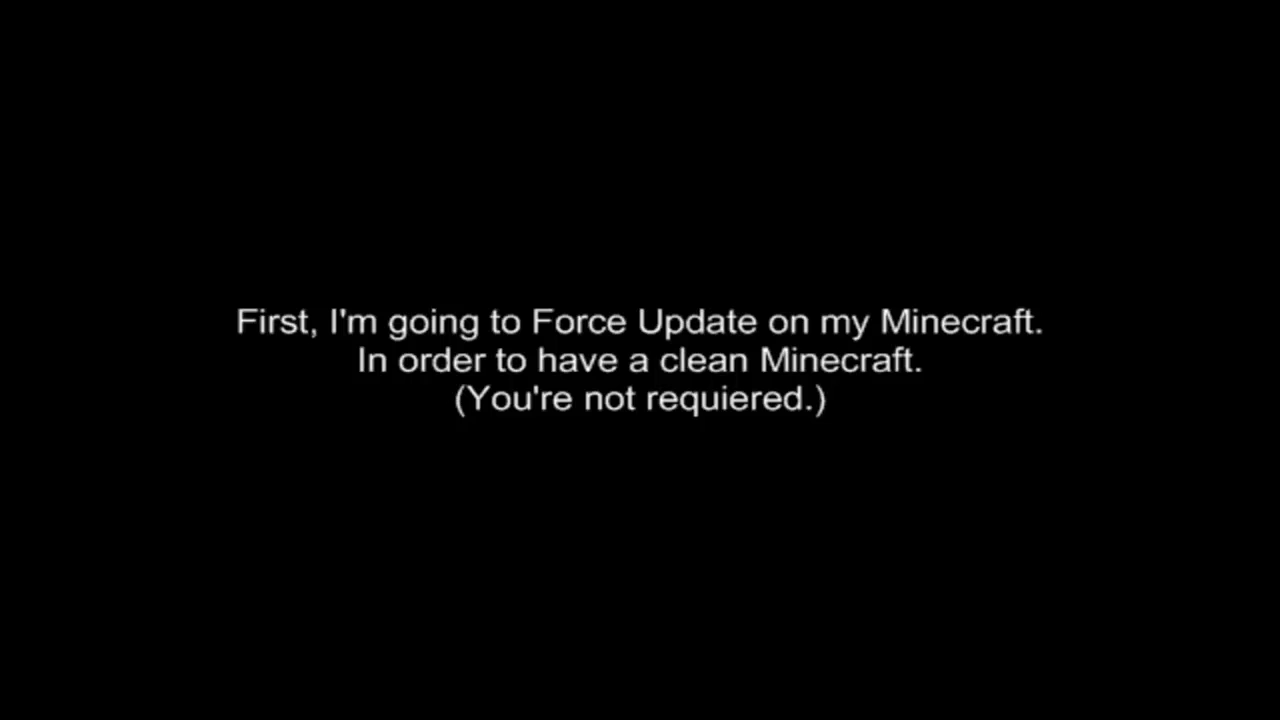 First, I'm going to Force Update on my Minecraft.
In order to have a clean Minecraft.
(You're not requiered.)